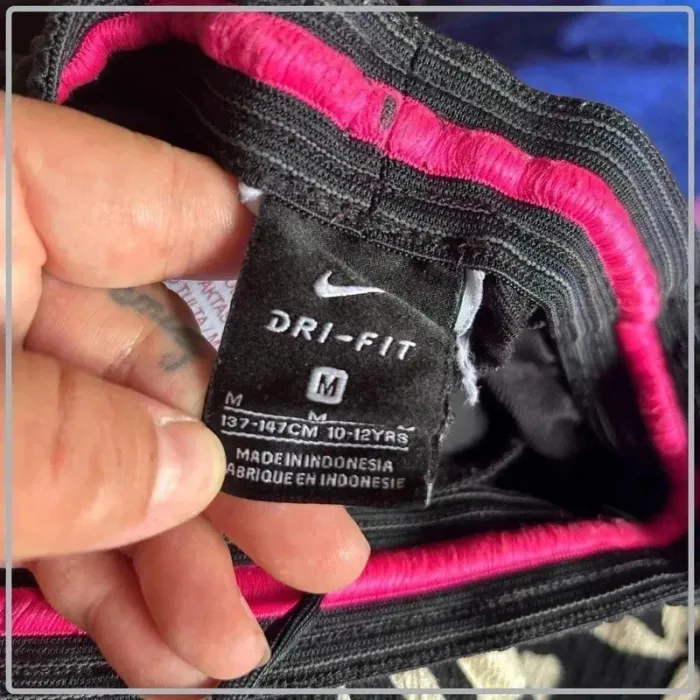 DRI-FIT
M
M M
137-147CM 10-12YRS
MADE IN INDONESIA
FABRIQUE EN INDONESIE